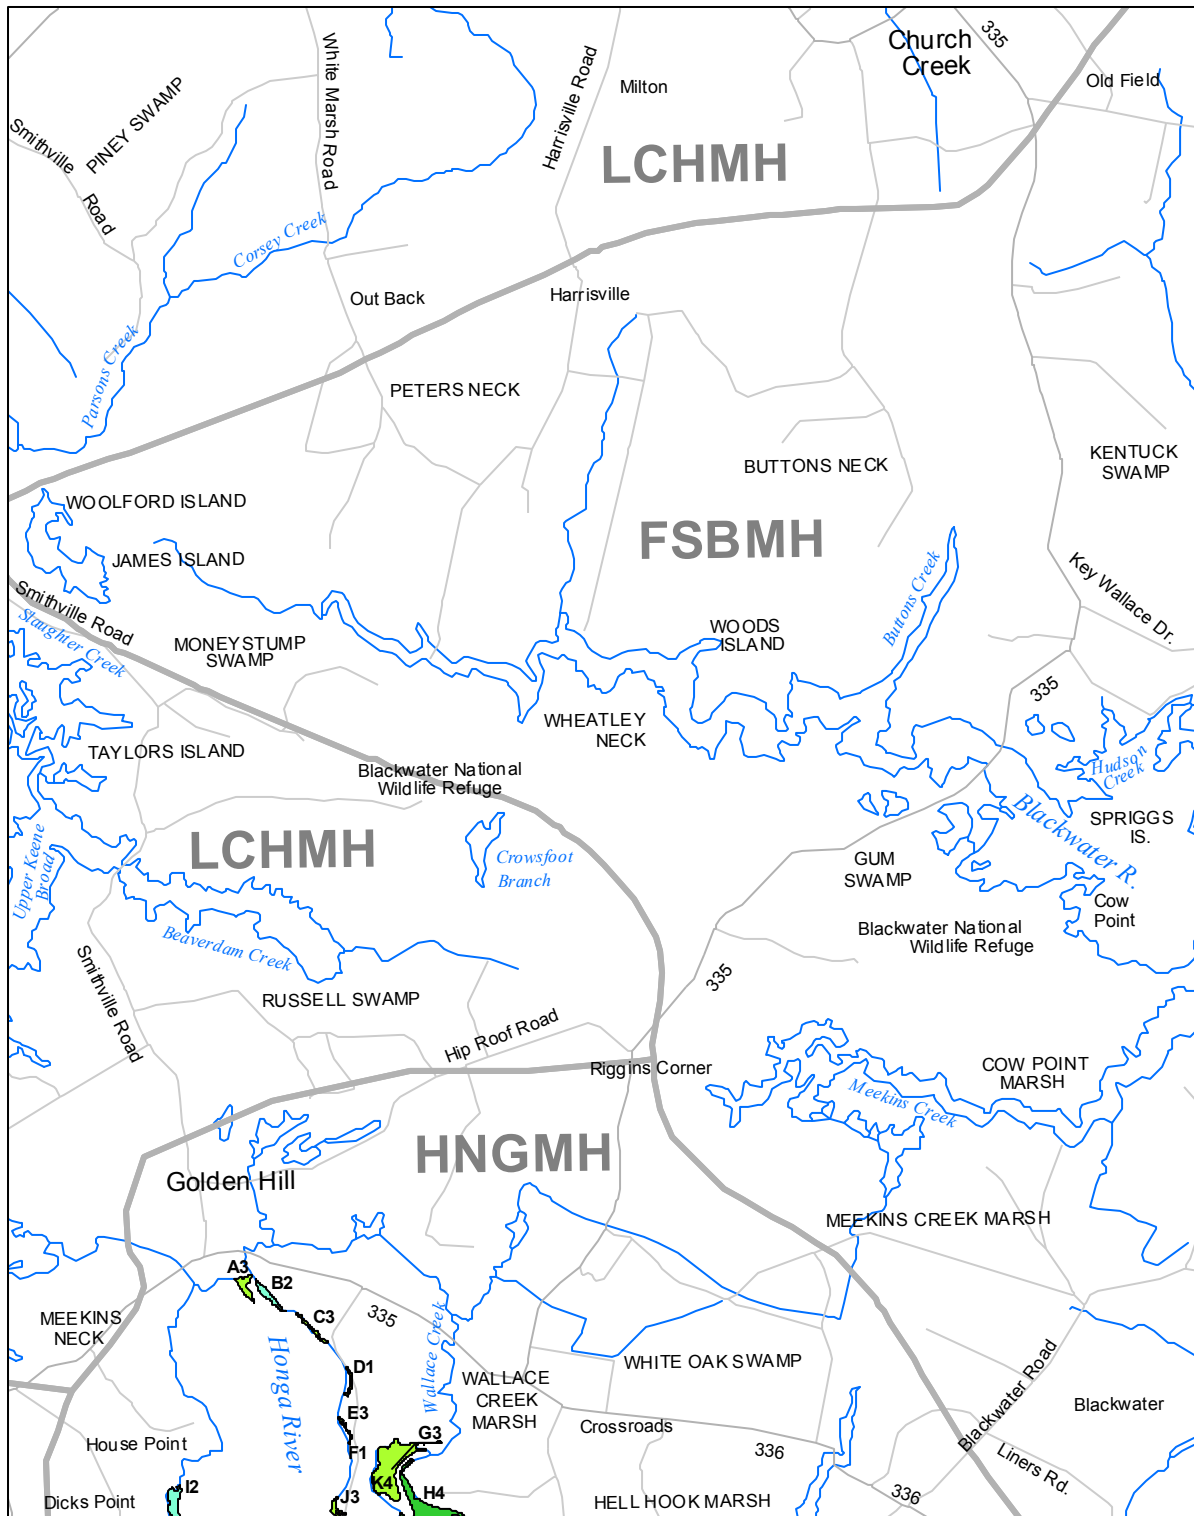 335
Church
Creek
White Marsh Road
Harrisville Road
Milton
Old Field
PINEY SWAMP
Smithville
Road
LCHMH
Corsey Creek
Out Back
Harrisville
Parsons Creek
PETERS NECK
BUTTONS NECK
KENTUCK
SWAMP
WOOLFORD ISLAND
FSBMH
JAMES ISLAND
Buttons Creek
Key Wallace Dr.
Smithville Road
Slaughter Creek
MONEYSTUMP
SWAMP
WOODS
ISLAND
335
WHEATLEY
NECK
TAYLORS ISLAND
Blackwater National
Wildlife Refuge
Hudson
Creek
Blackwater R.
SPRIGGS
IS.
LCHMH
Upper Keene
Broad
Crowsfoot
Branch
GUM
SWAMP
Cow
Point
Blackwater National
Wildlife Refuge
Beaverdam Creek
335
RUSSELL SWAMP
Smithville Road
Hip Roof Road
Riggins Corner
COW POINT
MARSH
Meekins Creek
HNGMH
Golden Hill
MEEKINS CREEK MARSH
A3
B2
C3
335
MEEKINS
NECK
Honga River
Wallace Creek
D1
WALLACE
CREEK
MARSH
WHITE OAK SWAMP
Blackwater Road
Blackwater
E3
Crossroads
G3
House Point
F1
336
Liners Rd.
K4
I2
H4
336
Dicks Point
J3
HELL HOOK MARSH